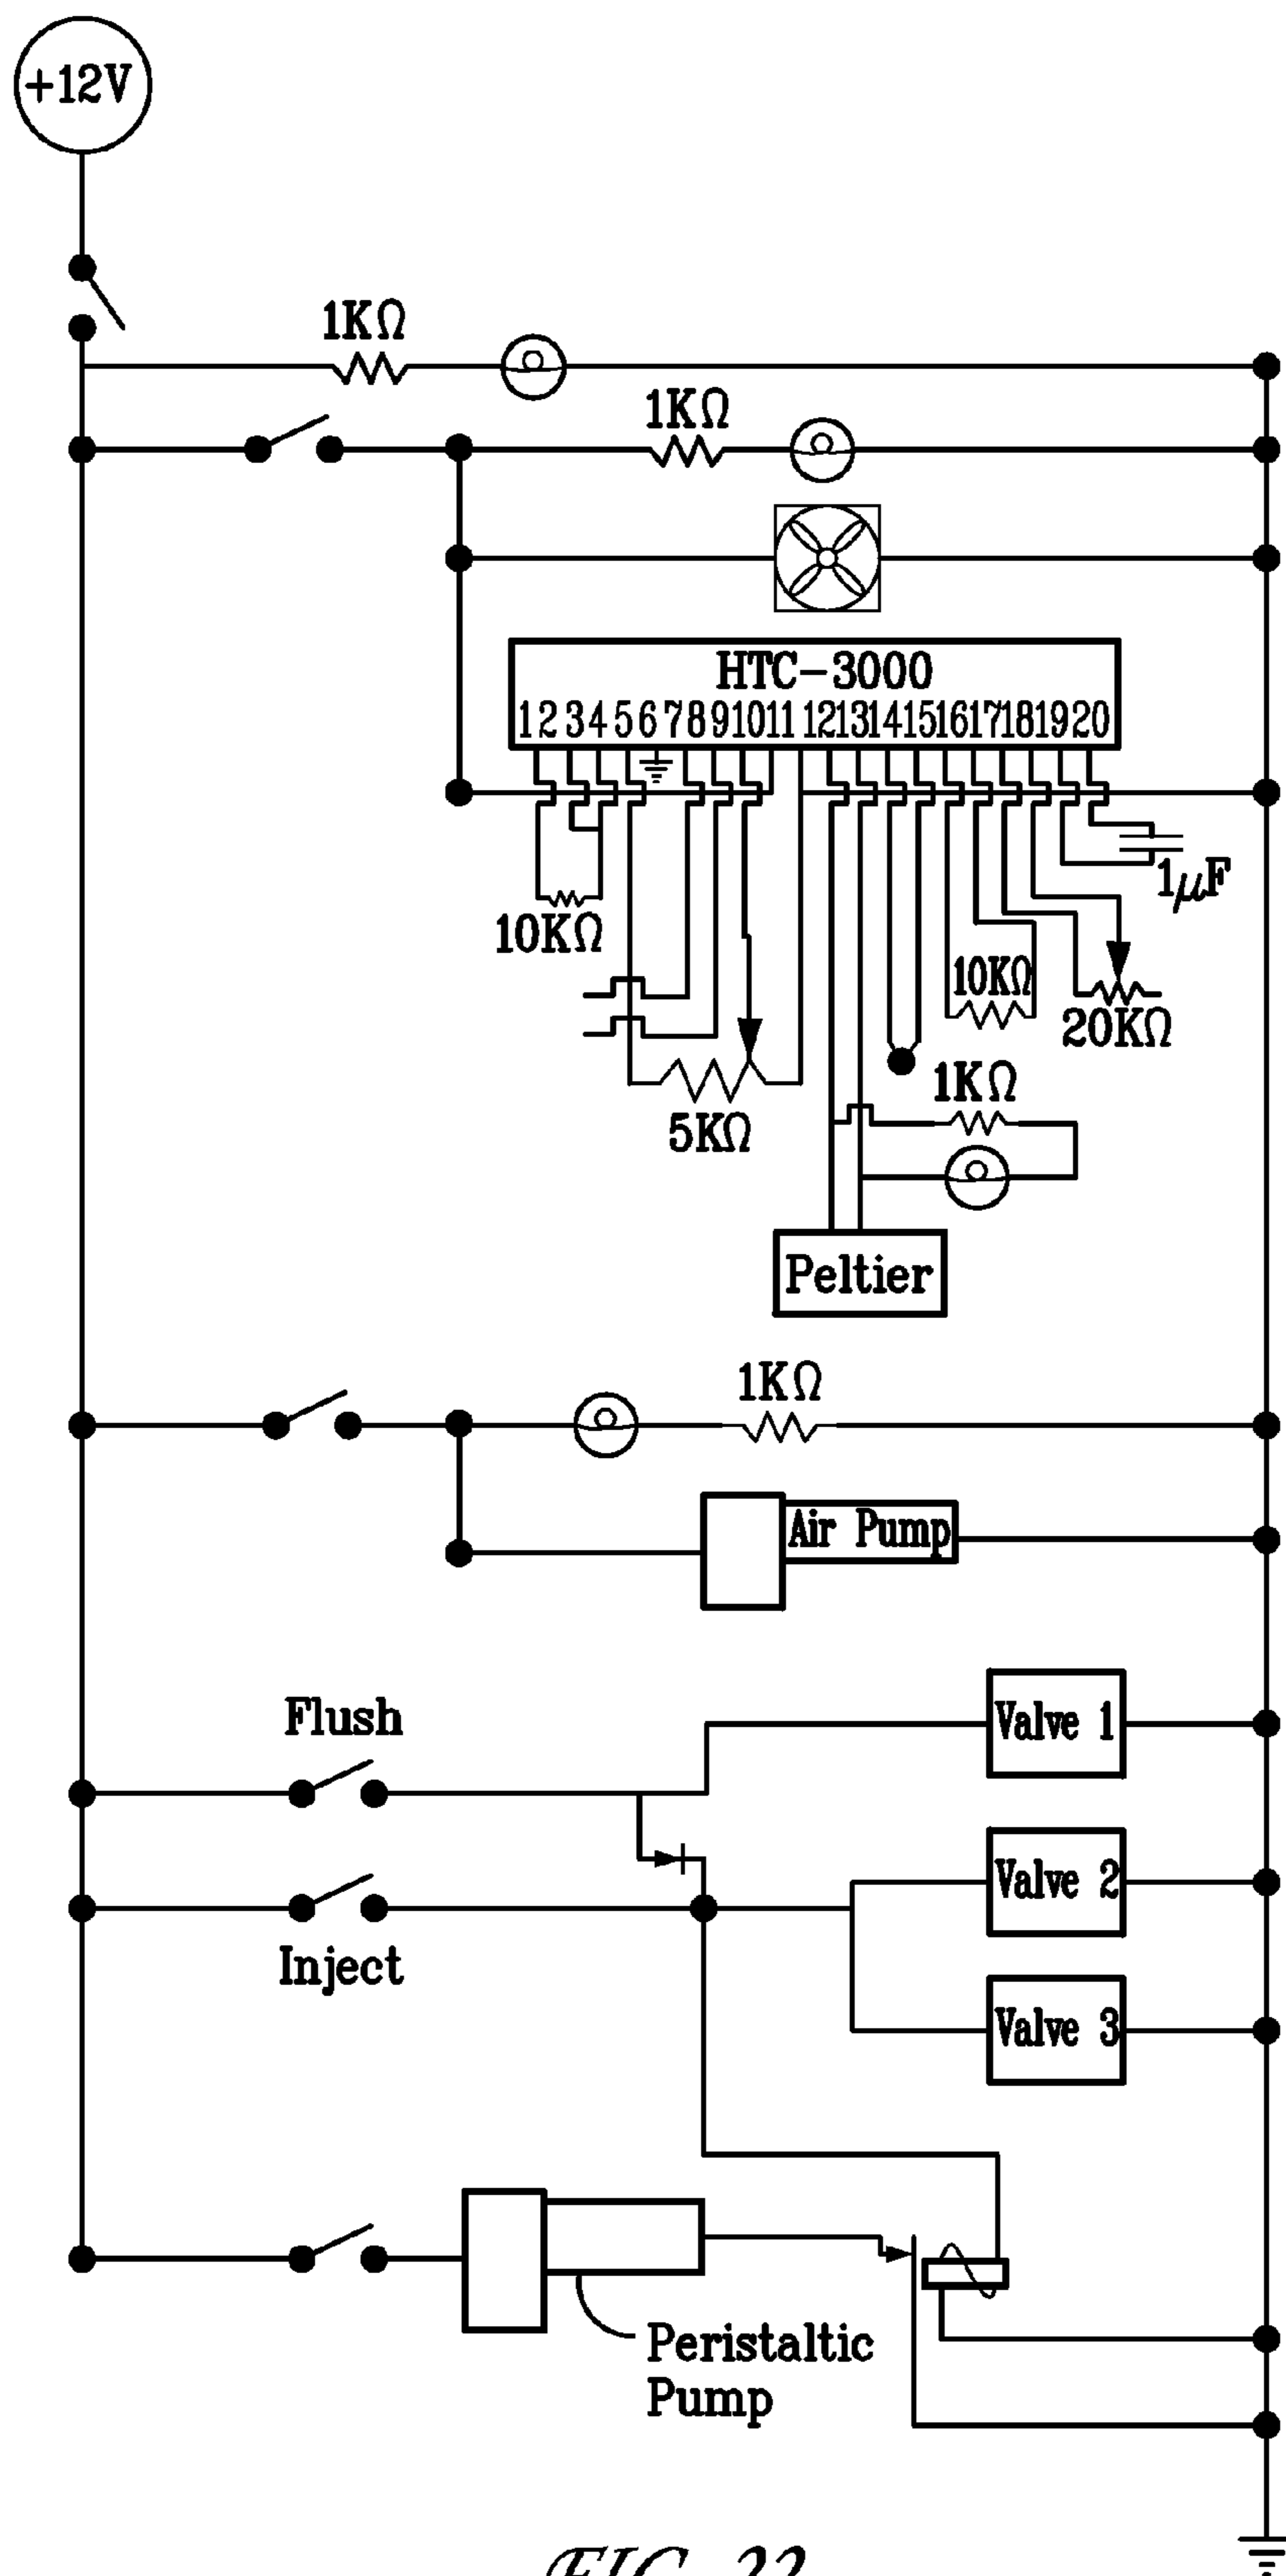 +12V
1KΩ
1KΩ
HTC-3000
1 2 3 4 5 6 7 8 9 10 11 12 13 14 15 16 17 18 19 20
1μF
10KΩ
10KΩ
20KΩ
1KΩ
5KΩ
Peltier
1KΩ
Air Pump
Valve 1
Flush
Valve 2
Inject
Valve 3
Peristaltic
Pump
FIG. 22